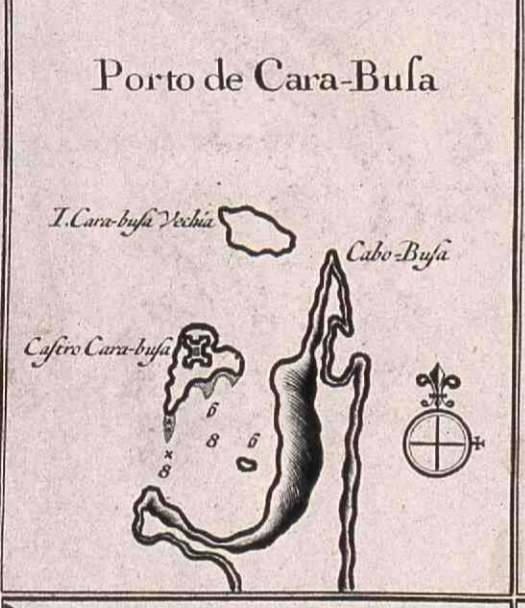 Porto de Cara-Buſa
I. Cara-buſa Vechia
Cabo-Buſa
Caſtro Cara-buſa
6
8 6
8